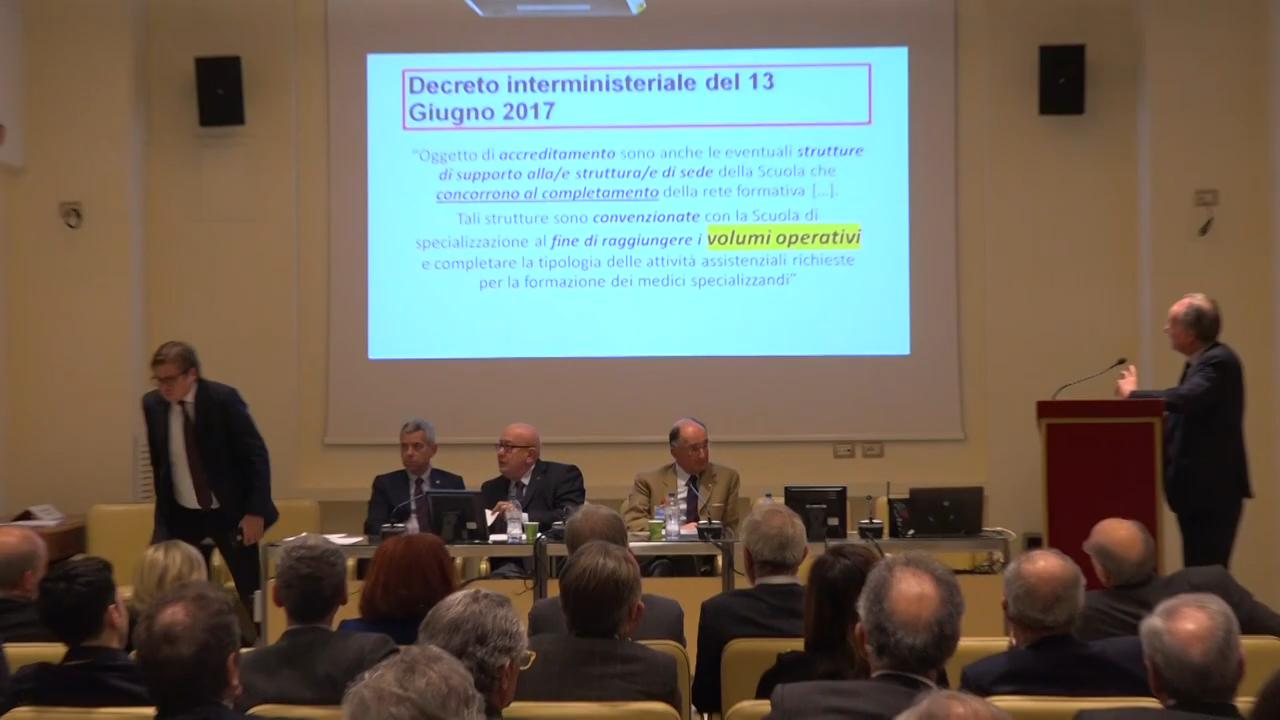 Decreto interministeriale del 13
Giugno 2017
“Oggetto di accreditamento sono anche le eventuali strutture
di supporto alla/e struttura/e di sede della Scuola che
concorrono al completamento della rete formativa [...].
Tali strutture sono convenzionate con la Scuola di
specializzazione al fine di raggiungere i volumi operativi
e completare la tipologia delle attività assistenziali richieste
per la formazione dei medici specializzandi”